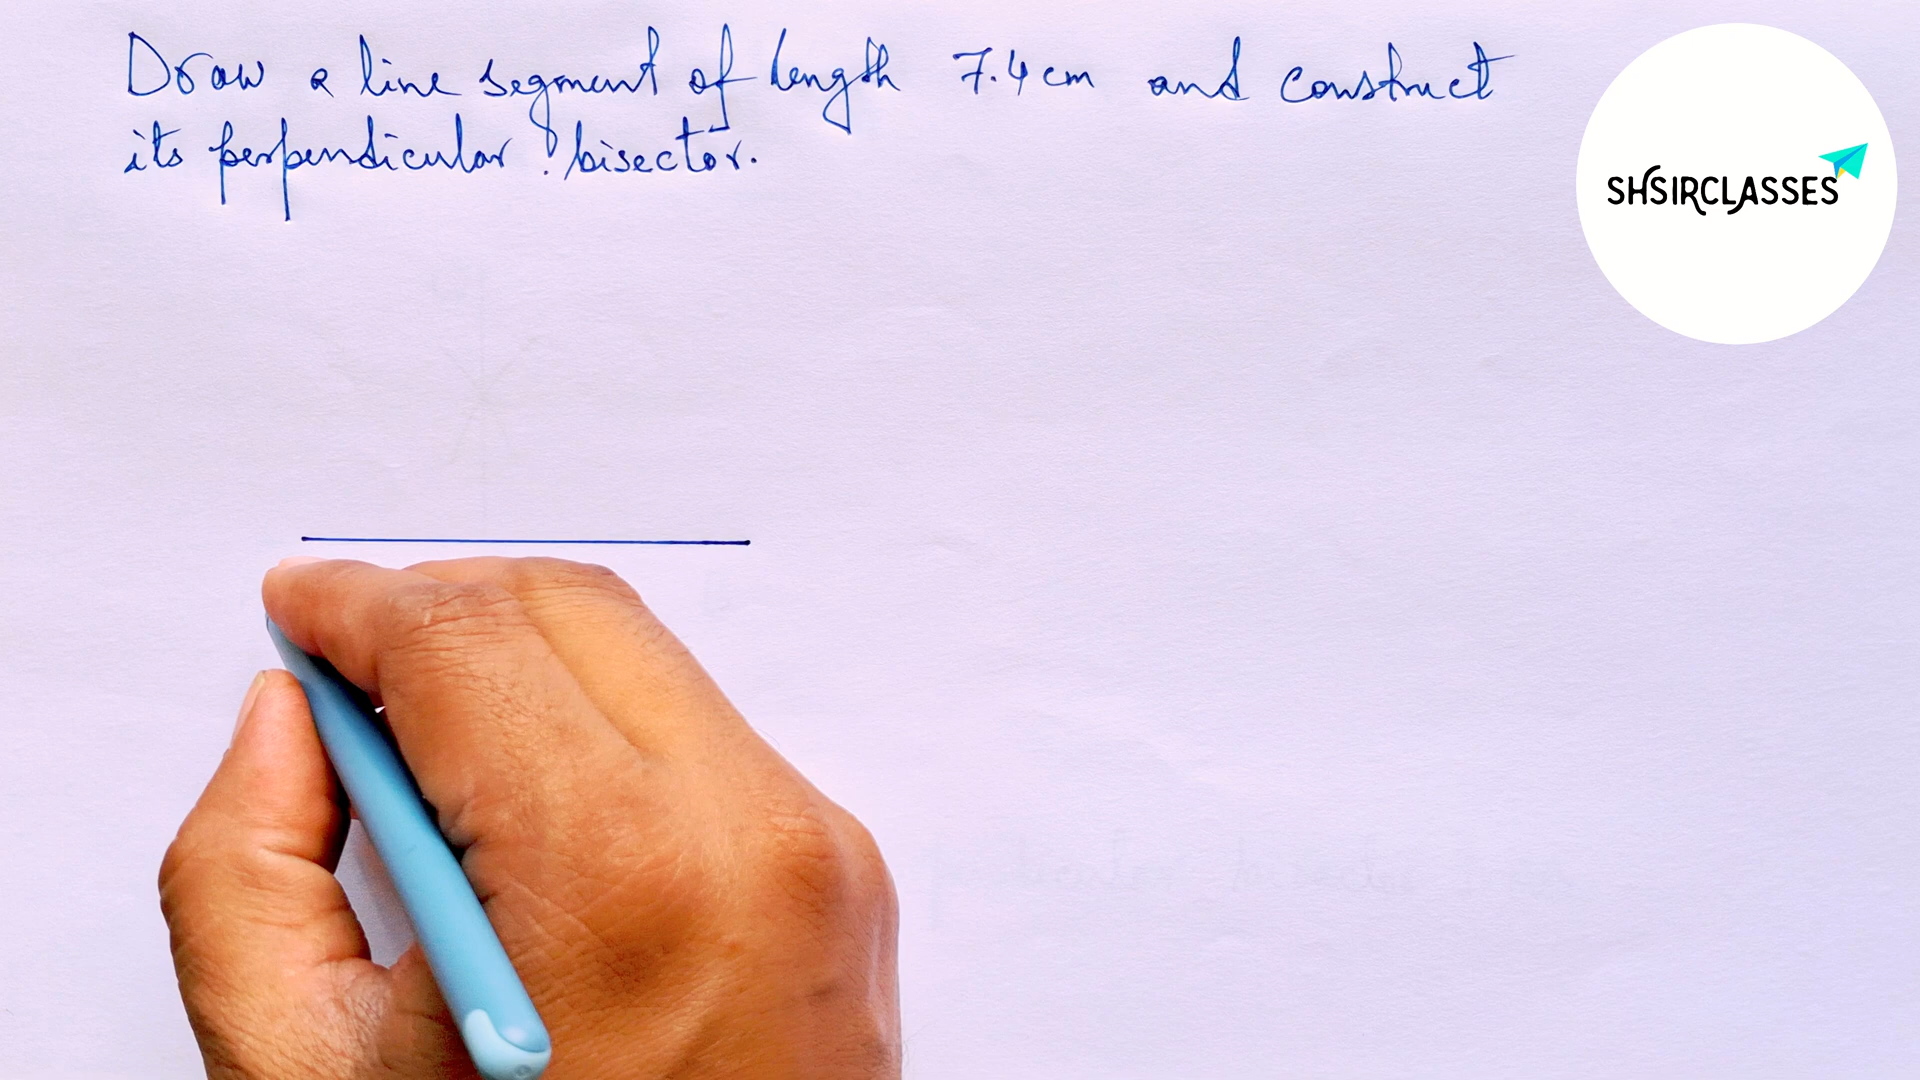 Draw a line segment of length 7.4 cm and construct
its perpendicular bisector.
SHSIRCLASSES